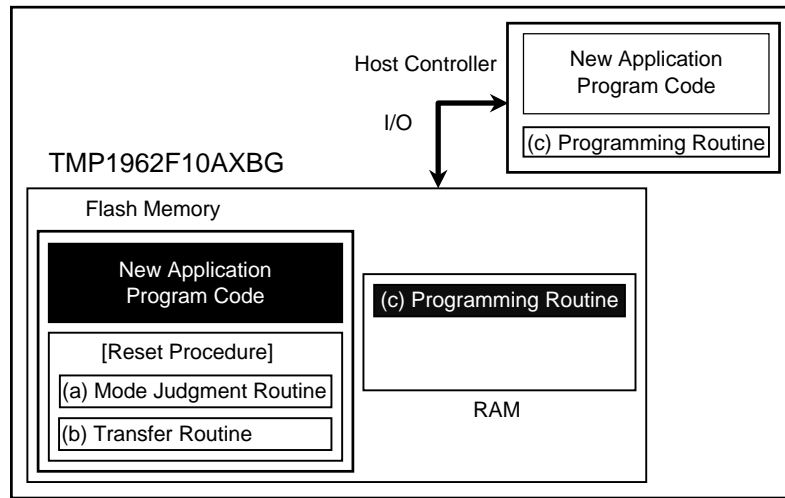 Host Controller
New Application
Program Code
(c) Programming Routine
I/O
TMP1962F10AXBG
Flash Memory
New Application
Program Code
[Reset Procedure]
(a) Mode Judgment Routine
(b) Transfer Routine
(c) Programming Routine
RAM